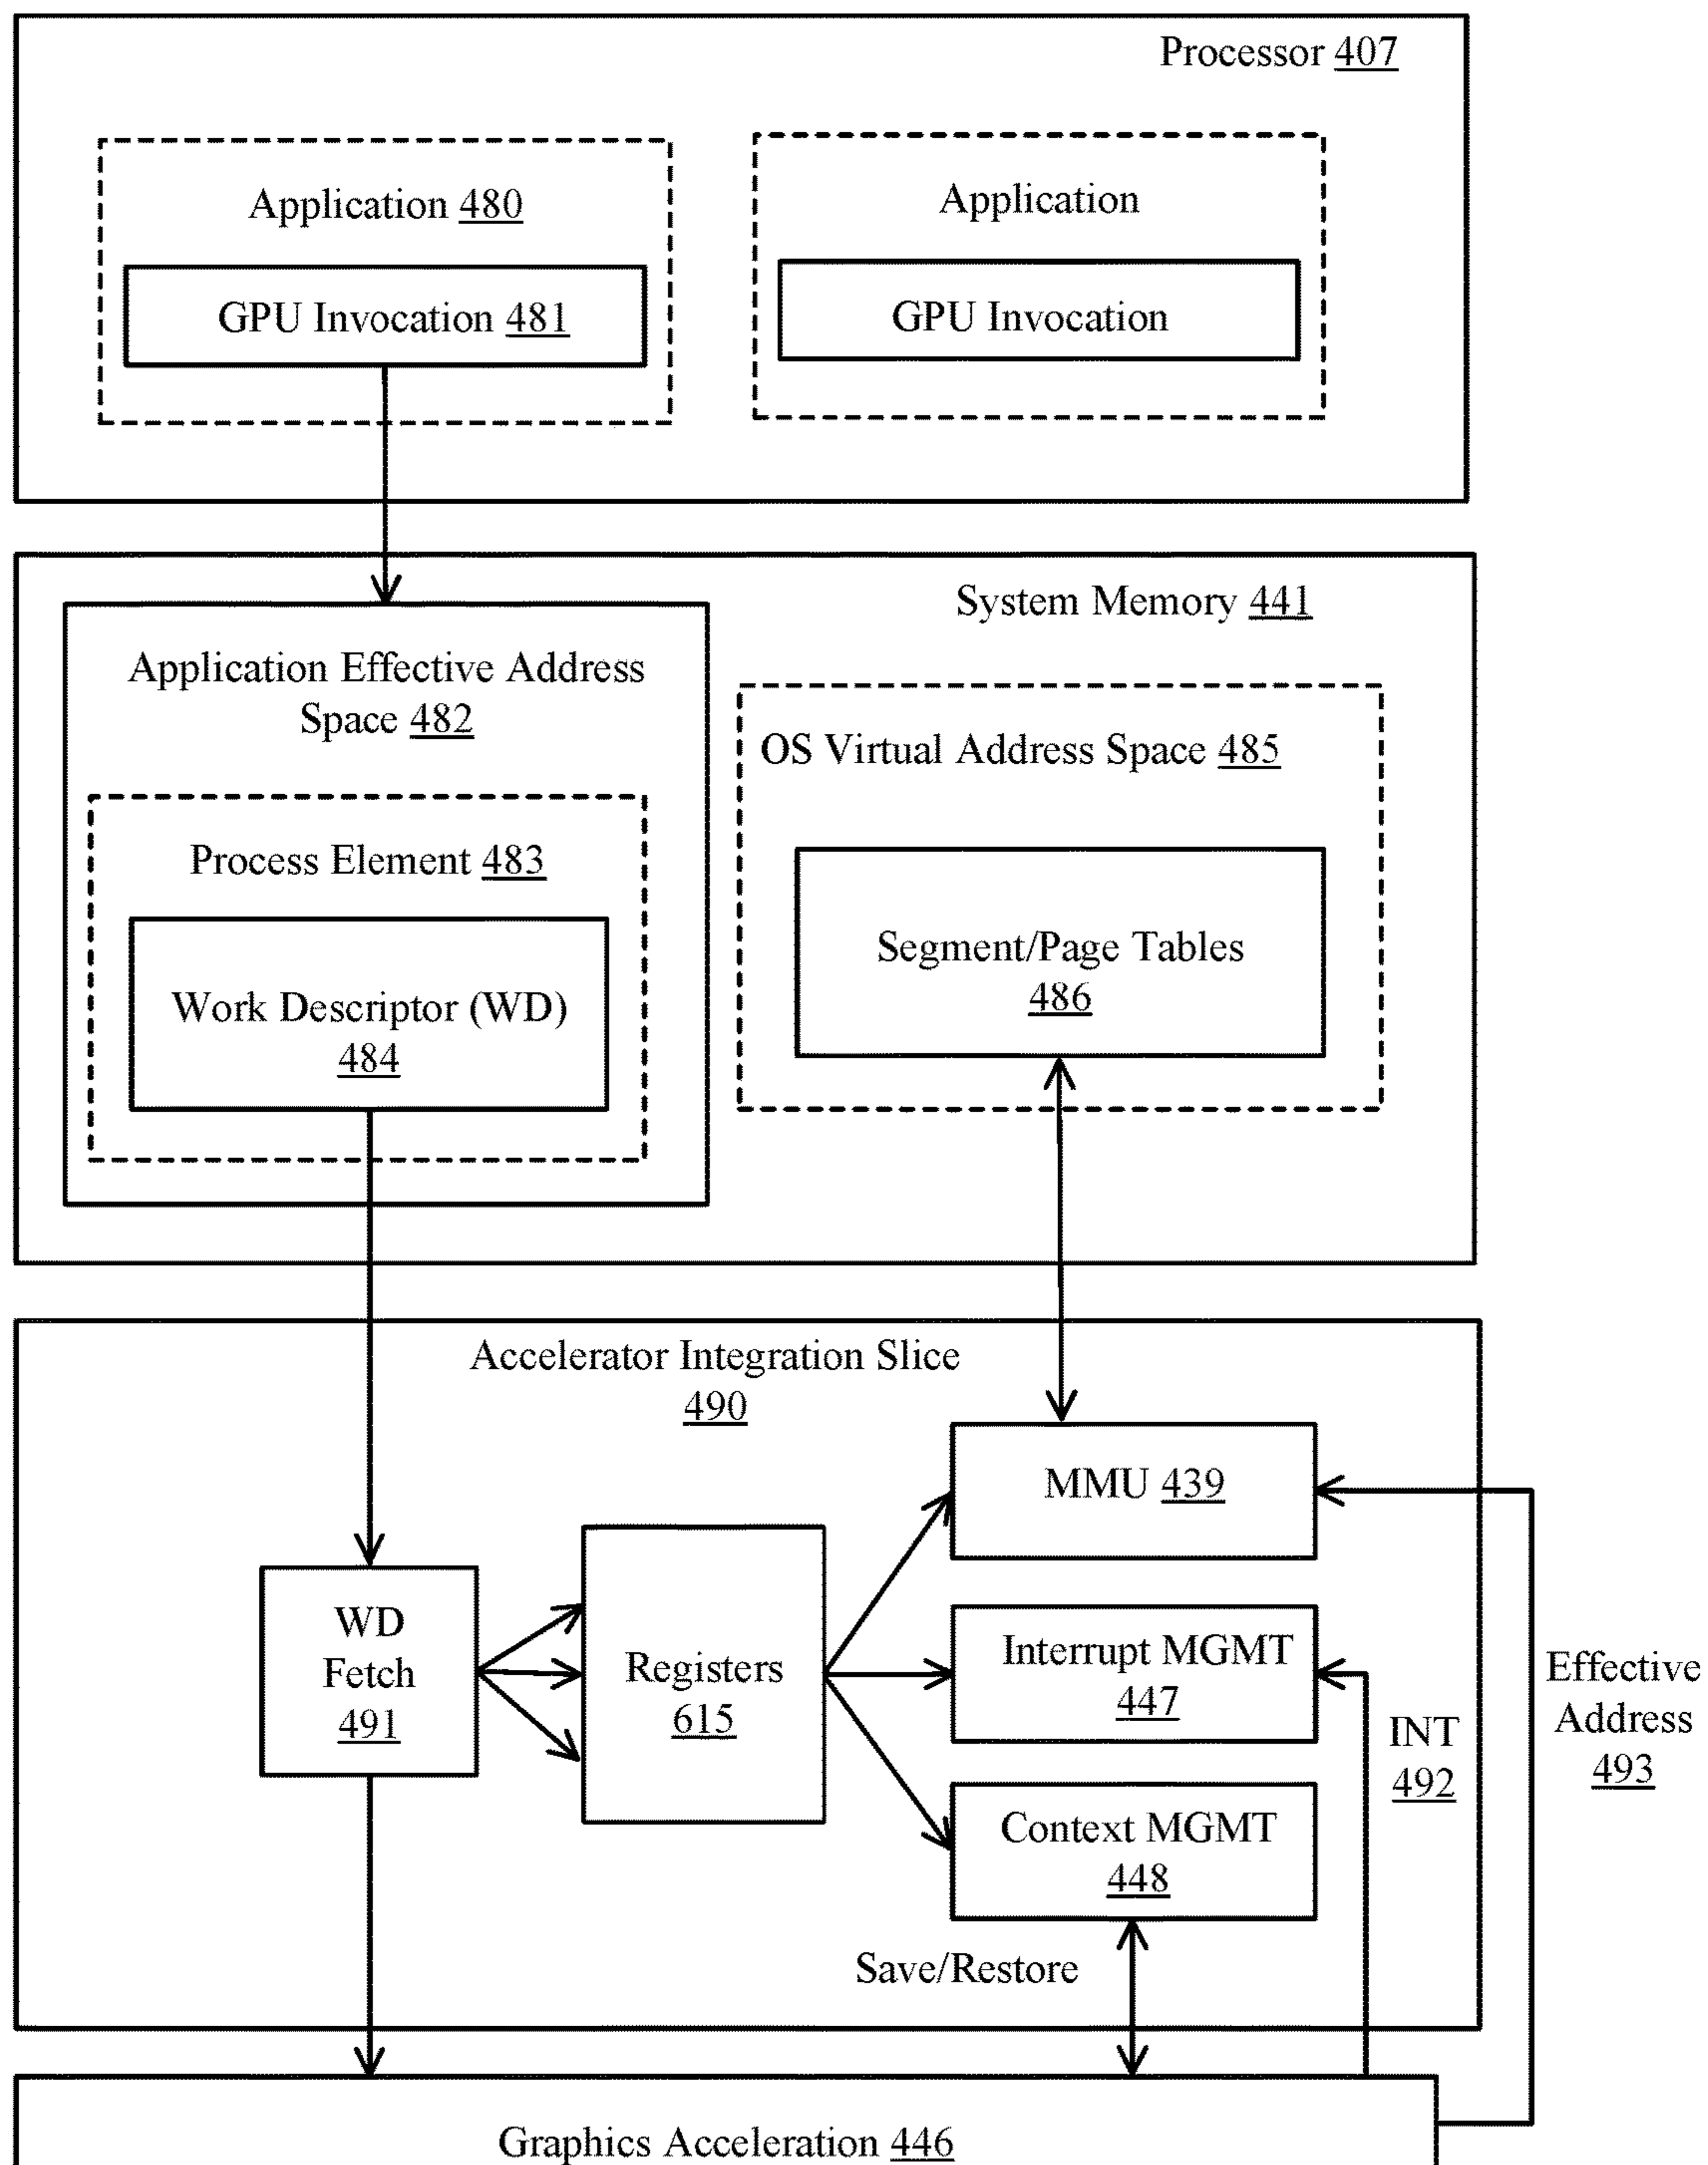 Processor 407
Application 480
GPU Invocation 481
Application
GPU Invocation
System Memory 441
Application Effective Address
Space 482
Process Element 483
Work Descriptor (WD)
484
OS Virtual Address Space 485
Segment/Page Tables
486
Accelerator Integration Slice
490
WD
Fetch
491
Registers
615
MMU 439
Interrupt MGMT
447
Context MGMT
448
Save/Restore
INT
492
Effective
Address
493
Graphics Acceleration 446